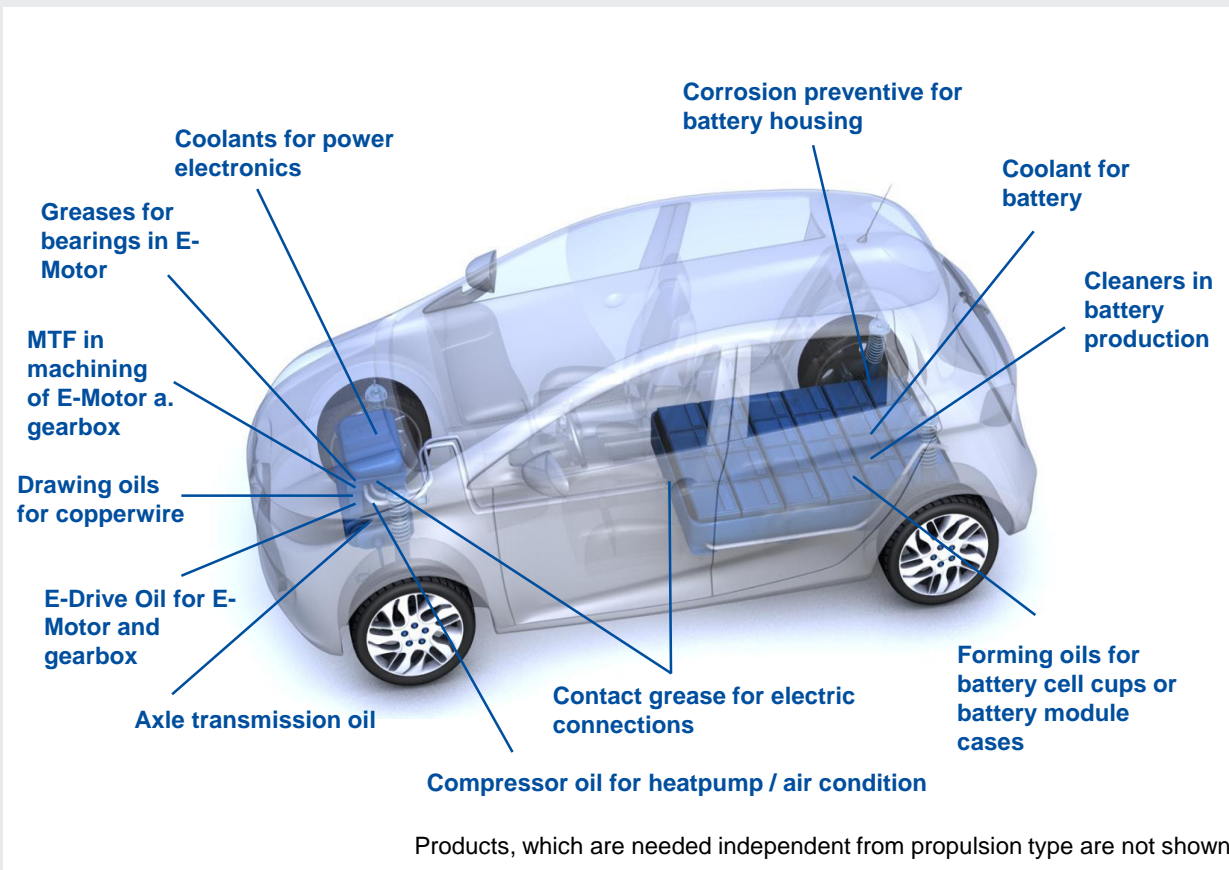 Corrosion preventive for
battery housing
Coolants for power
electronics
Coolant for
battery
Greases for
bearings in E-
Motor
Cleaners in
battery
production
MTF in
machining
of E-Motor a.
gearbox
Drawing oils
for copperwire
E-Drive Oil for E-
Motor and
gearbox
Forming oils for
battery cell cups or
battery module
cases
Contact grease for electric
connections
Axle transmission oil
Compressor oil for heatpump / air condition
Products, which are needed independent from propulsion type are not shown